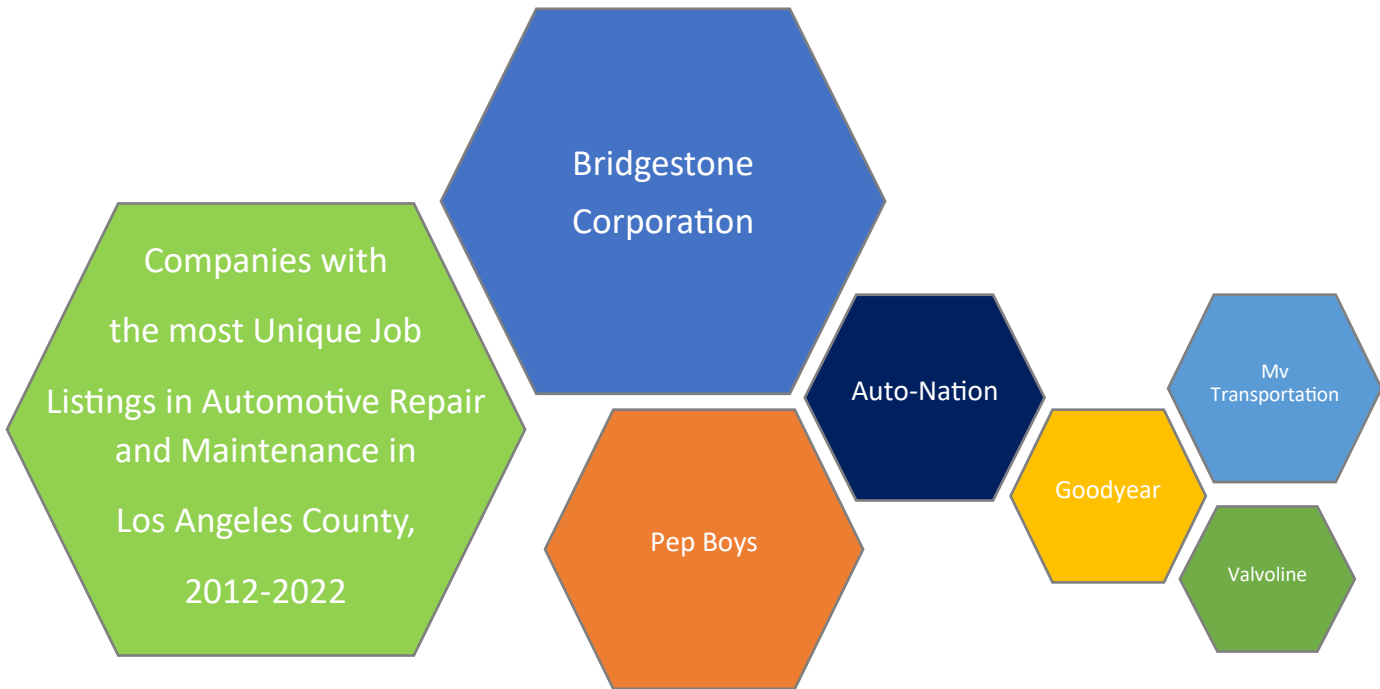 Companies with
the most Unique Job
Listings in Automotive Repair
and Maintenance in
Los Angeles County,
2012-2022
Bridgestone
Corporation
Pep Boys
Auto-Nation
Goodyear
Mv
Transportation
Valvoline